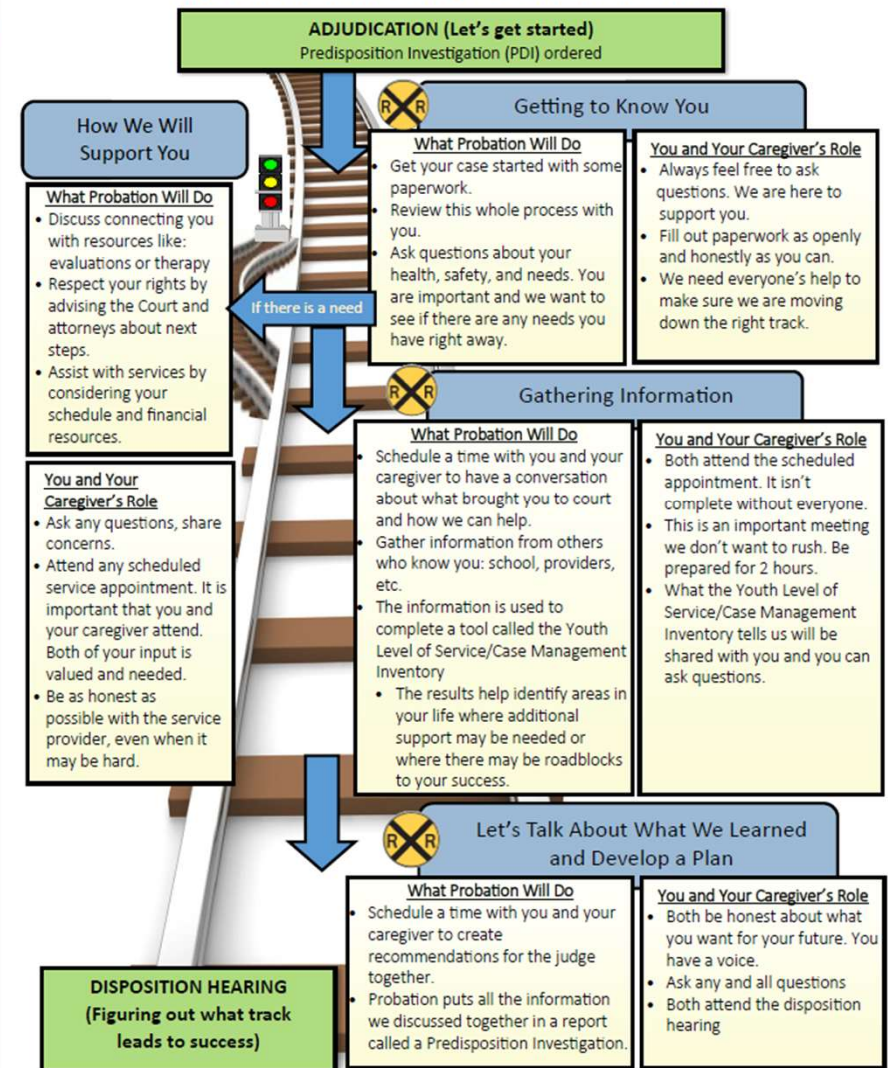 ADJUDICATION (Let's get started)
Predisposition Investigation (PDI) ordered
R R
Getting to Know You
What Probation Will Do
• Get your case started with some
paperwork.
• Review this whole process with
you.
• Ask questions about your
health, safety, and needs. You
are important and we want to
see if there are any needs you
have right away.
You and Your Caregiver's Role
• Always feel free to ask
questions. We are here to
support you.
• Fill out paperwork as openly
and honestly as you can.
• We need everyone's help to
make sure we are moving
down the right track.
If there is a need
How We Will
Support You
What Probation Will Do
• Discuss connecting you
with resources like:
evaluations or therapy
• Respect your rights by
advising the Court and
attorneys about next
steps.
• Assist with services by
considering your
schedule and financial
resources.
You and Your
Caregiver's Role
• Ask any questions, share
concerns.
• Attend any scheduled
service appointment. It is
important that you and
your caregiver attend.
Both of your input is
valued and needed.
• Be as honest as
possible with the service
provider, even when it
may be hard.
R R
Gathering Information
What Probation Will Do
• Schedule a time with you and your
caregiver to have a conversation
about what brought you to court
and how we can help.
• Gather information from others
who know you: school, providers,
etc.
• The information is used to
complete a tool called the Youth
Level of Service/Case Management
Inventory
• The results help identify areas in
your life where additional
support may be needed or
where there may be roadblocks
to your success.
You and Your Caregiver's Role
• Both attend the scheduled
appointment. It isn't
complete without everyone.
• This is an important meeting
we don't want to rush. Be
prepared for 2 hours.
• What the Youth Level of
Service/Case Management
Inventory tells us will be
shared with you and you can
ask questions.
R R
Let's Talk About What We Learned
and Develop a Plan
What Probation Will Do
• Schedule a time with you and your
caregiver to create
recommendations for the judge
together.
• Probation puts all the information
we discussed together in a report
called a Predisposition Investigation.
You and Your Caregiver's Role
• Both be honest about what
you want for your future. You
have a voice.
• Ask any and all questions
• Both attend the disposition
hearing
DISPOSITION HEARING
(Figuring out what track
leads to success)